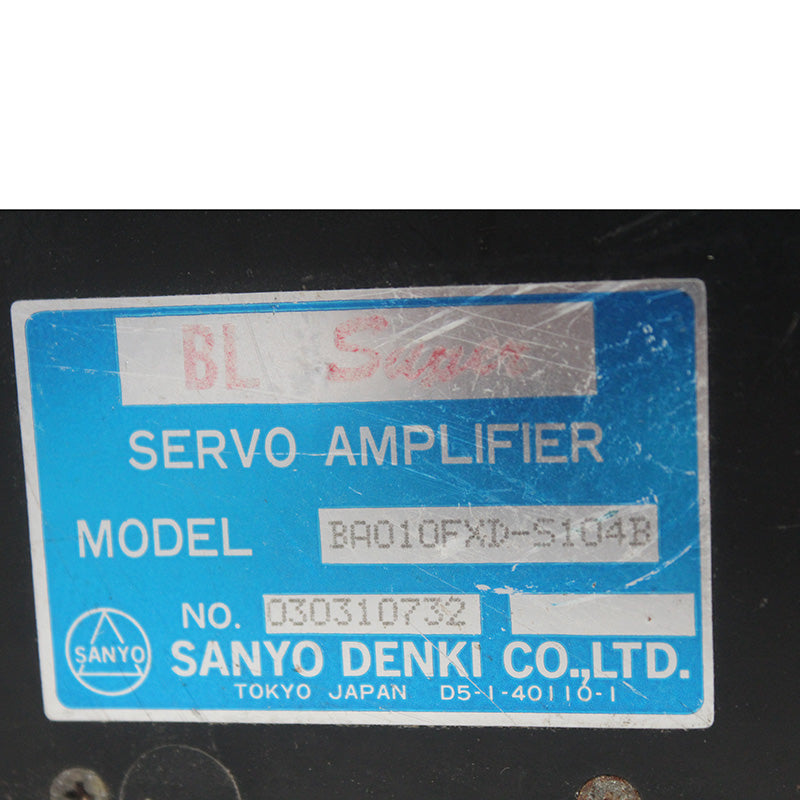 BL Super
SERVO AMPLIFIER
MODEL BA010FXD-S104B
NO. 030310732
SANYO
SANYO DENKI CO.,LTD.
TOKYO JAPAN D5-1-40110-1